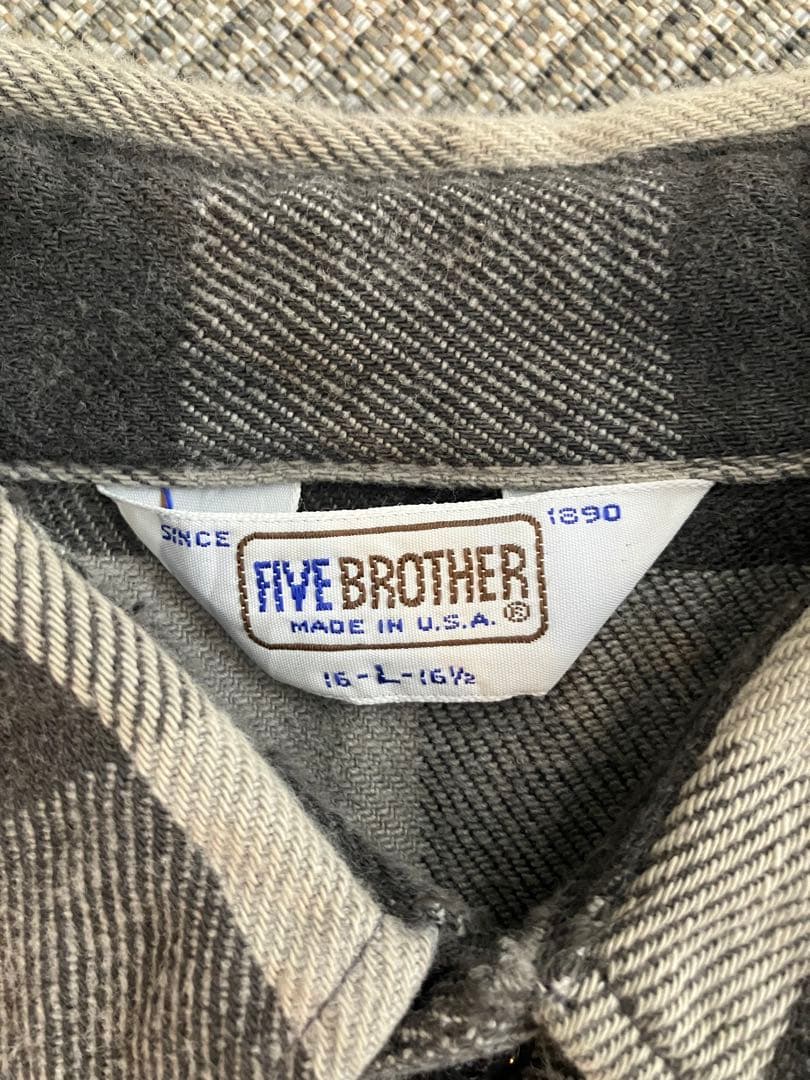 SINCE 1890
FIVE BROTHER ®
MADE IN U.S.A.
16-L-16½